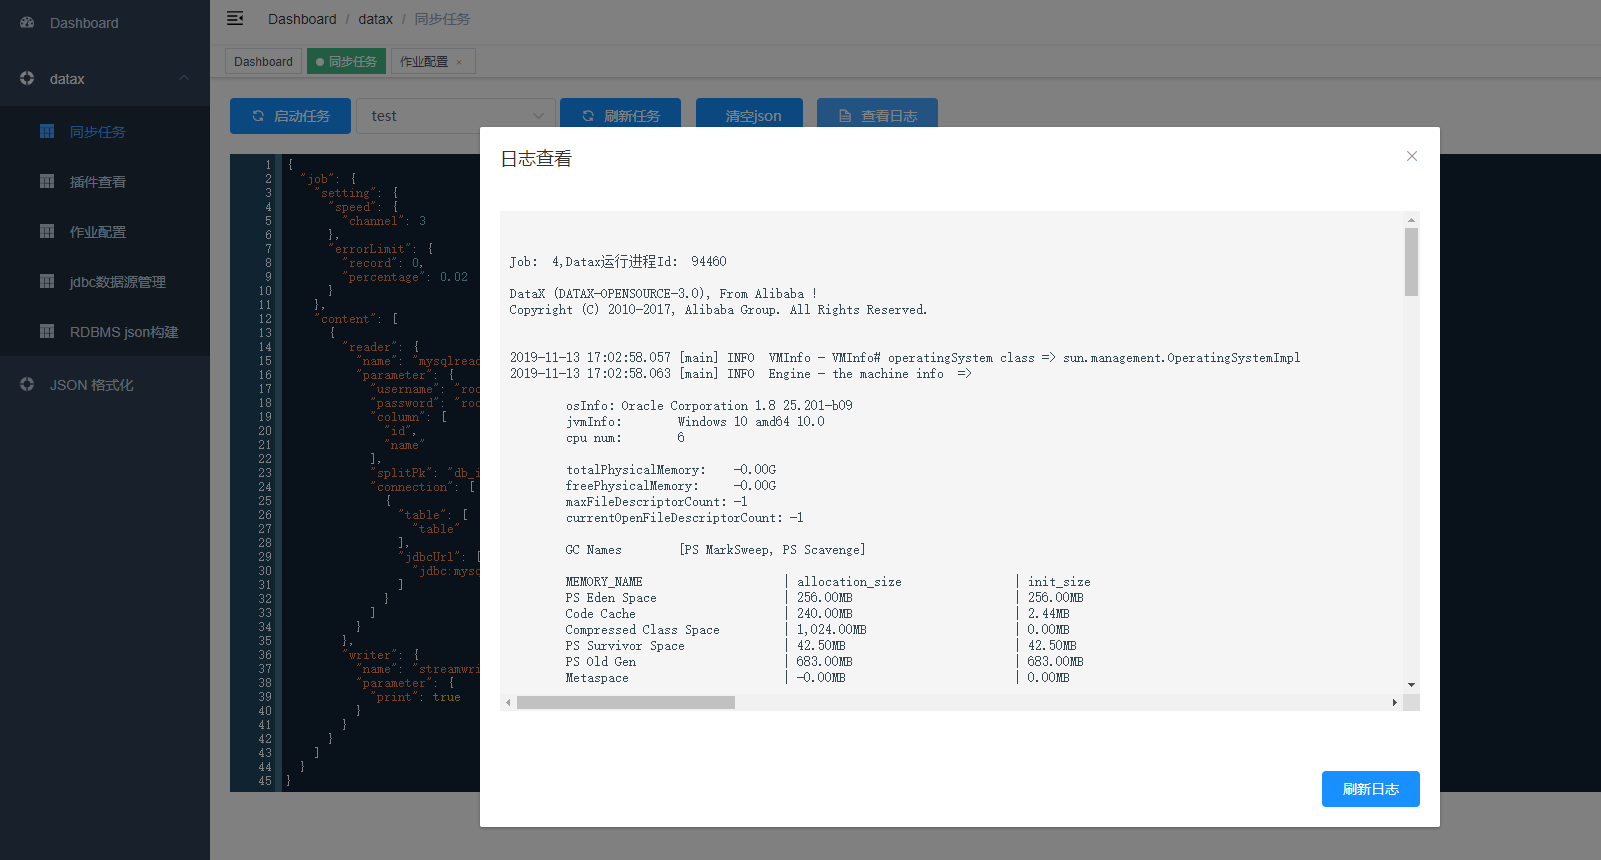 Dashboard
datax
同步任务
插件查看
作业配置
jdbc数据源管理
RDBMS json构建
JSON 格式化
Dashboard / datax / 同步任务
Dashboard
同步任务
作业配置 ×
启动任务
test
刷新任务
清空json
查看日志
1 {
2 "job": {
3 "setting": {
4 "speed": {
5 "channel": 3
6 },
7 "errorLimit": {
8 "record": 0,
9 "percentage": 0.02
10 }
11 },
12 "content": [
13 {
14 "reader": {
15 "name": "mysqlread
16 "parameter": {
17 "username": "roo
18 "password": "roo
19 "column": [
20 "id",
21 "name"
22 ],
23 "splitPk": "db_i
24 "connection": [
25 {
26 "table": [
27 "table"
28 ],
29 "jdbcUrl": [
30 "jdbc:mysq
31 ]
32 }
33 ]
34 }
35 },
36 "writer": {
37 "name": "streamwri
38 "parameter": {
39 "print": true
40 }
41 }
42 }
43 ]
44 }
45 }
日志查看
Job: 4,Datax运行进程Id: 94460
DataX (DATAX-OPENSOURCE-3.0), From Alibaba !
Copyright (C) 2010-2017, Alibaba Group. All Rights Reserved.
2019-11-13 17:02:58.057 [main] INFO  VMInfo - VMInfo# operatingSystem class => sun.management.OperatingSystemImpl
2019-11-13 17:02:58.063 [main] INFO  Engine - the machine info  =>
osInfo: Oracle Corporation 1.8 25.201-b09
jvmInfo: Windows 10 amd64 10.0
cpu num: 6
totalPhysicalMemory: -0.00G
freePhysicalMemory: -0.00G
maxFileDescriptorCount: -1
currentOpenFileDescriptorCount: -1
GC Names [PS MarkSweep, PS Scavenge]
MEMORY_NAME | allocation_size | init_size
PS Eden Space | 256.00MB | 256.00MB
Code Cache | 240.00MB | 2.44MB
Compressed Class Space | 1,024.00MB | 0.00MB
PS Survivor Space | 42.50MB | 42.50MB
PS Old Gen | 683.00MB | 683.00MB
Metaspace | -0.00MB | 0.00MB
刷新日志